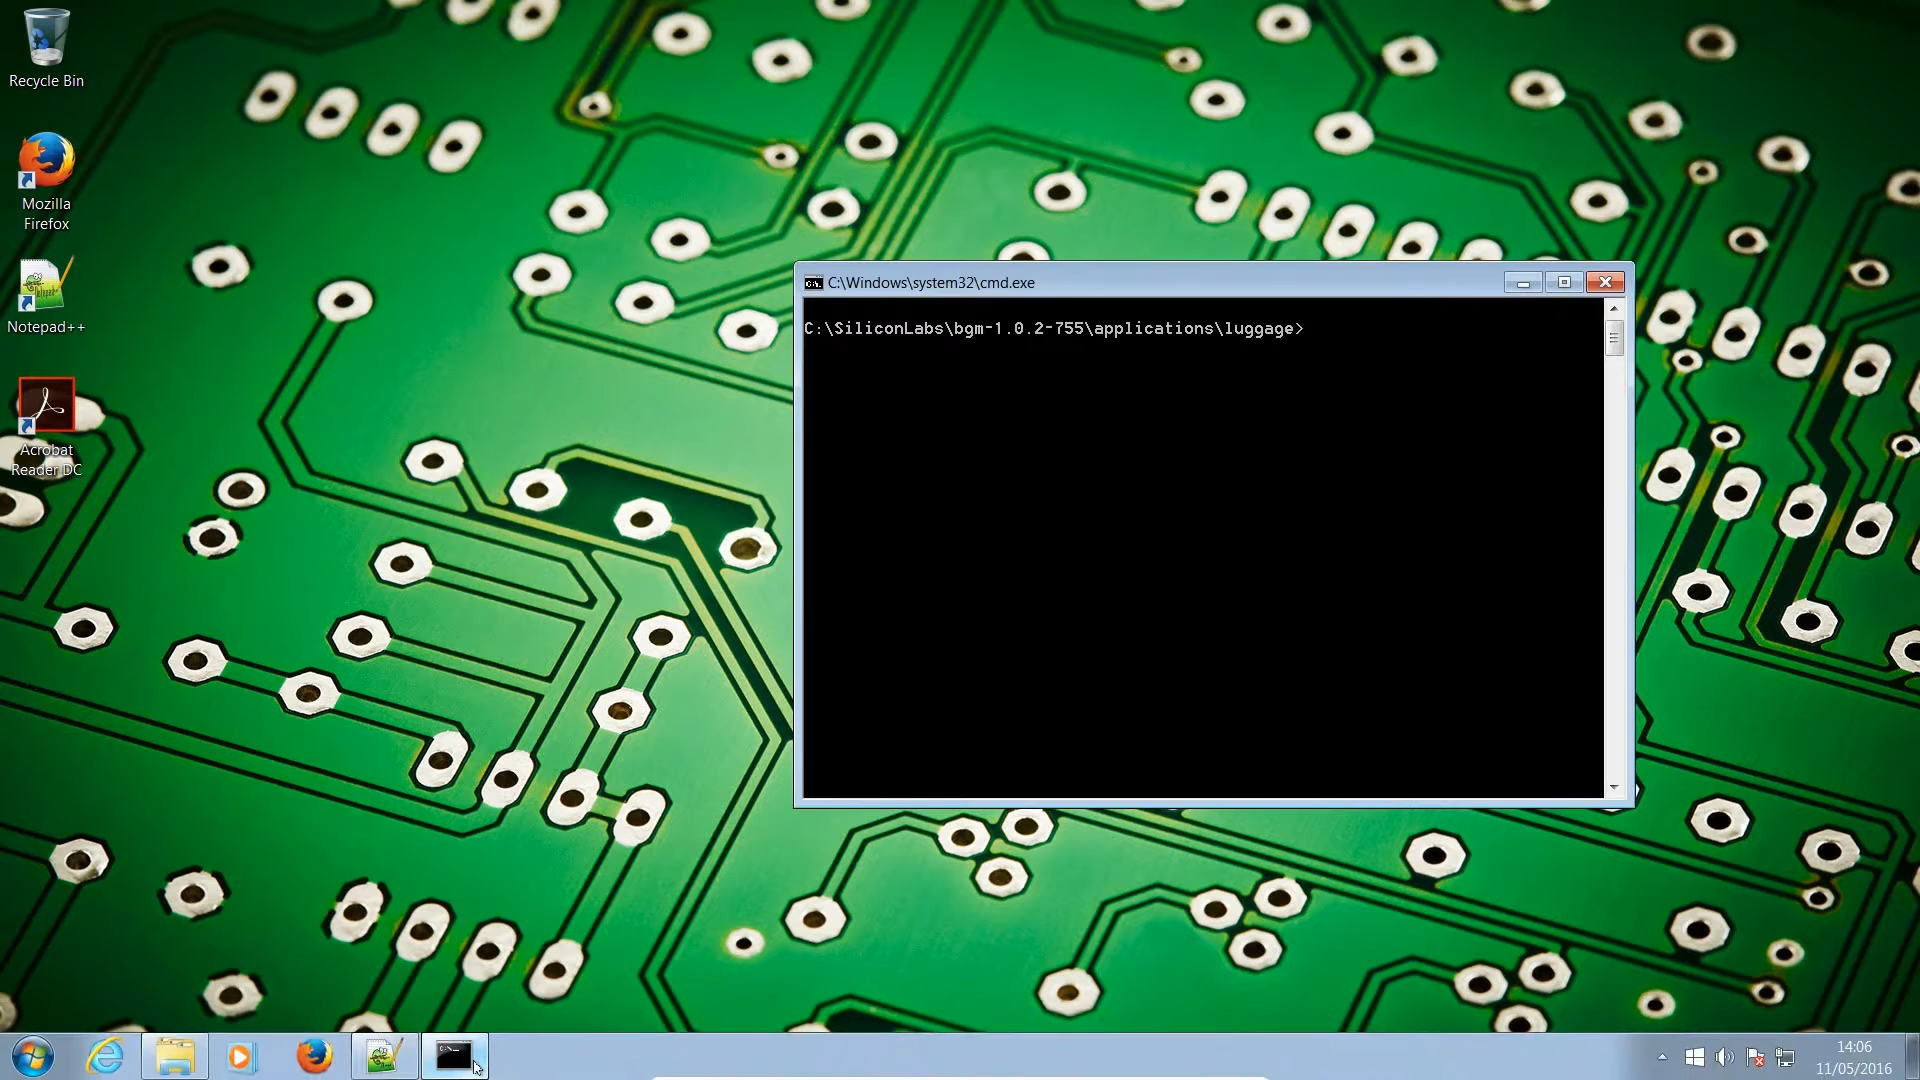 Recycle Bin
Mozilla
Firefox
Notepad++
Acrobat
Reader DC
C:\Windows\system32\cmd.exe
C:\SiliconLabs\bgm-1.0.2-755\applications\luggage>
14:06
11/05/2016